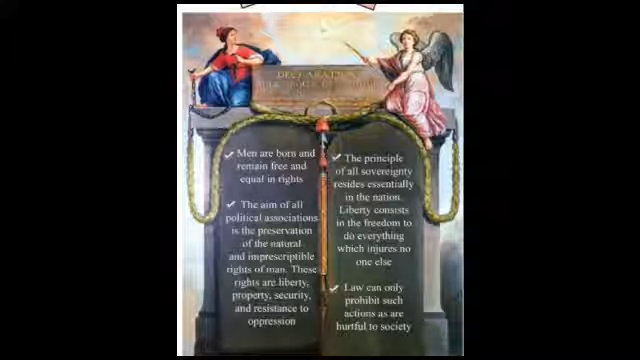 DECLARATION
Men are born and
remain free and
equal in rights
The aim of all
political associations
is the preservation
of the natural
and imprescriptible
rights of man. These
rights are liberty,
property, security,
and resistance to
oppression
The principle
of all sovereignty
resides essentially
in the nation.
Liberty consists
in the freedom to
do everything
which injures no
one else
Law can only
prohibit such
actions as are
hurtful to society